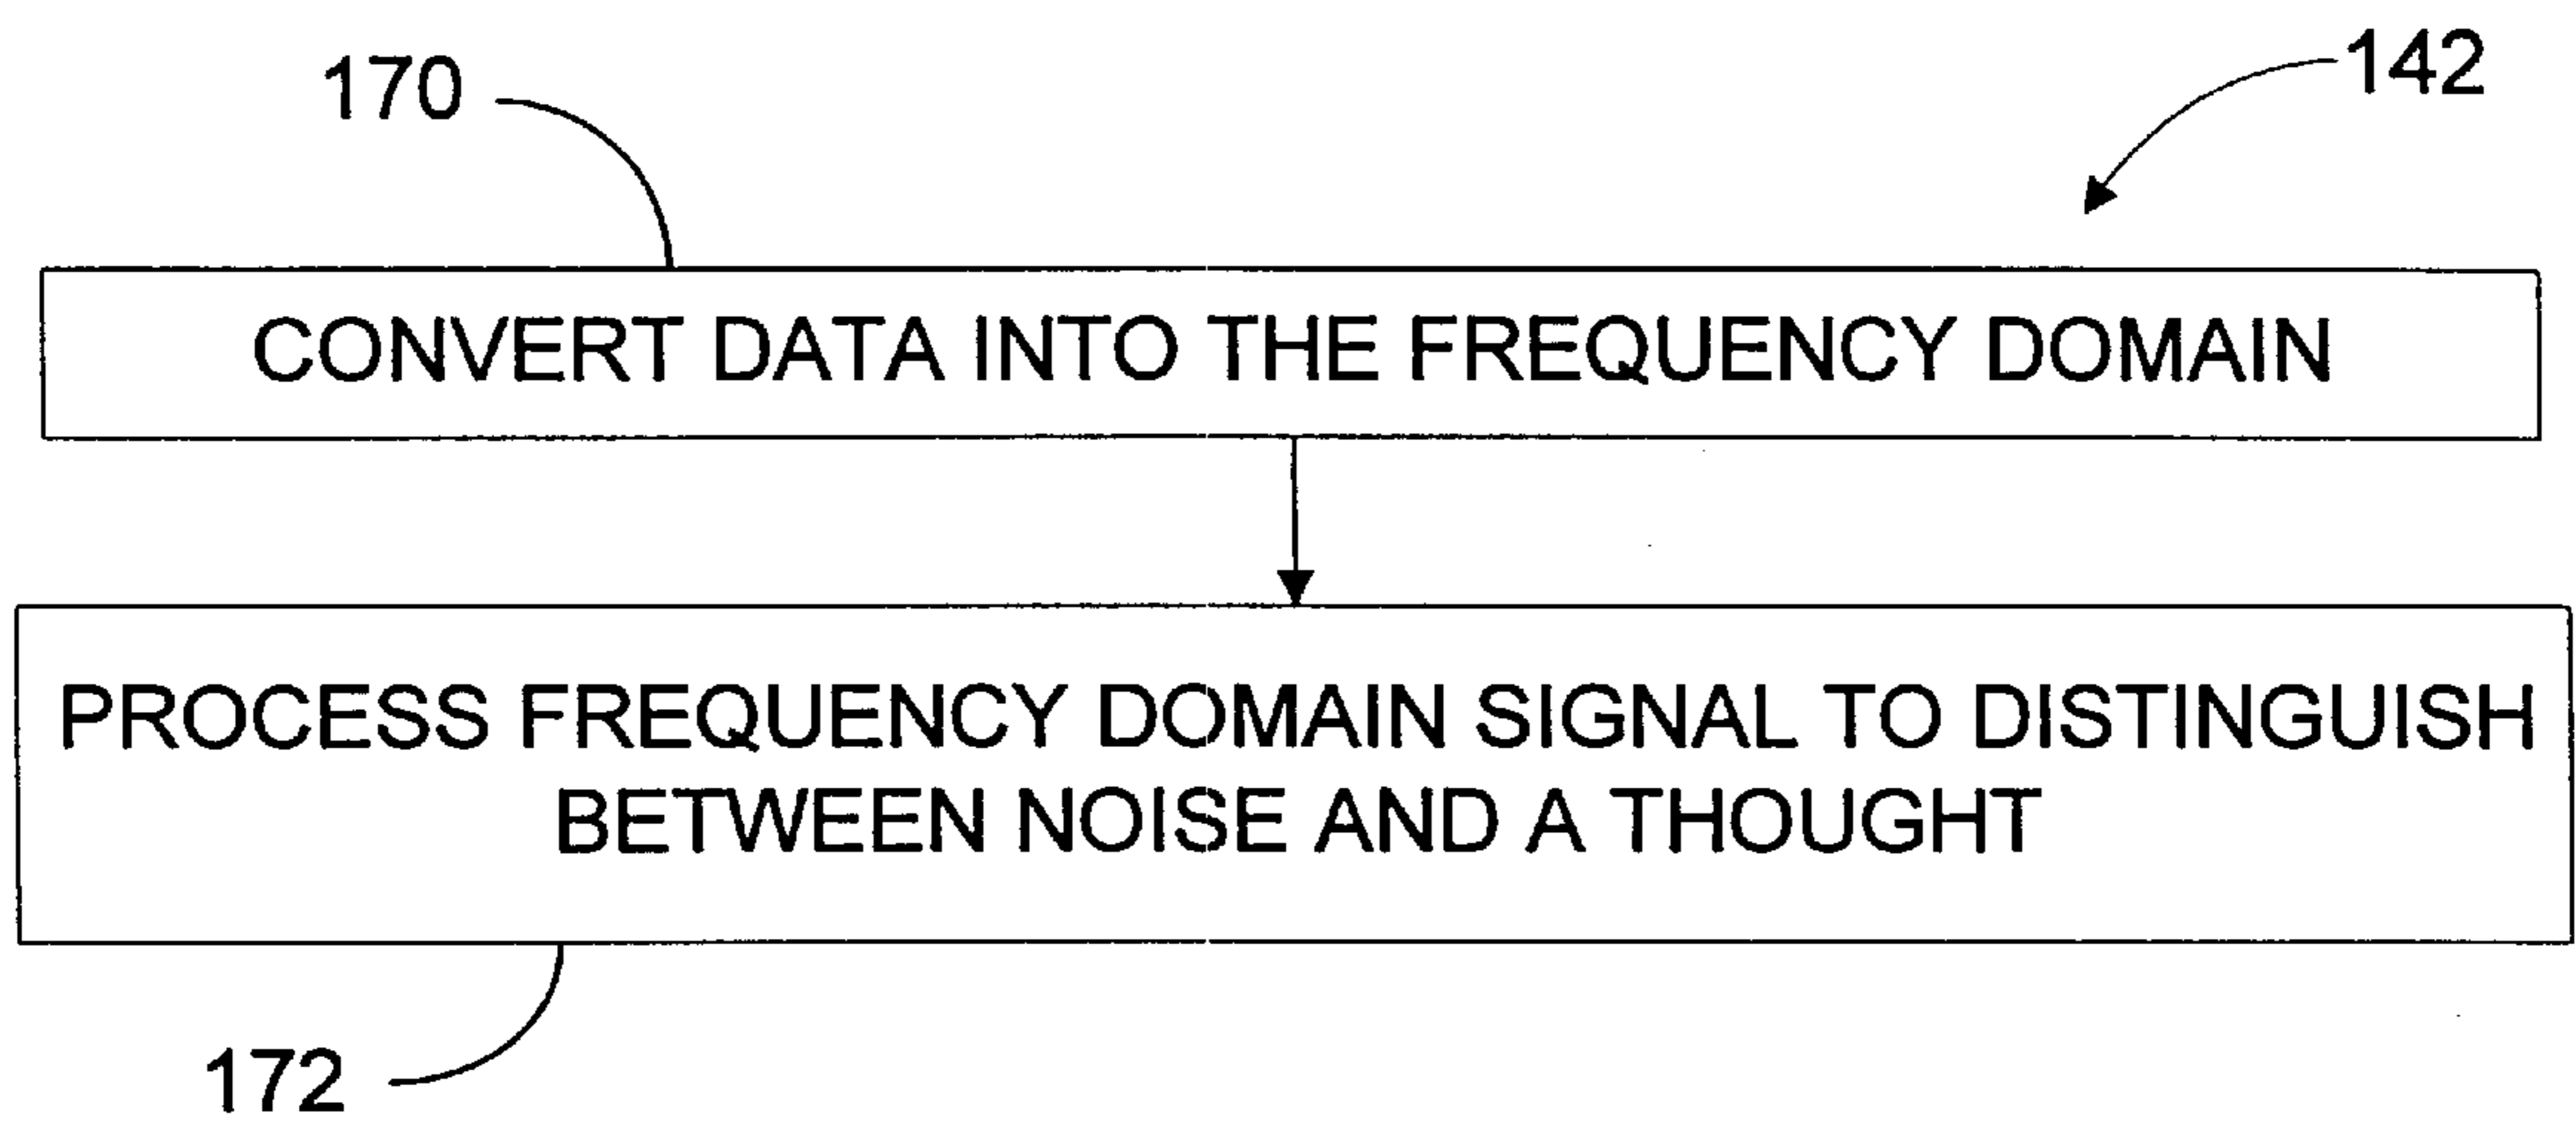 170
142
CONVERT DATA INTO THE FREQUENCY DOMAIN
PROCESS FREQUENCY DOMAIN SIGNAL TO DISTINGUISH
BETWEEN NOISE AND A THOUGHT
172